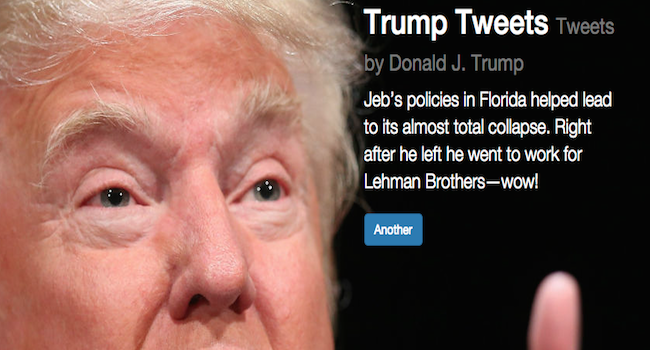 Trump Tweets Tweets
by Donald J. Trump
Jeb's policies in Florida helped lead
to its almost total collapse. Right
after he left he went to work for
Lehman Brothers—wow!
Another